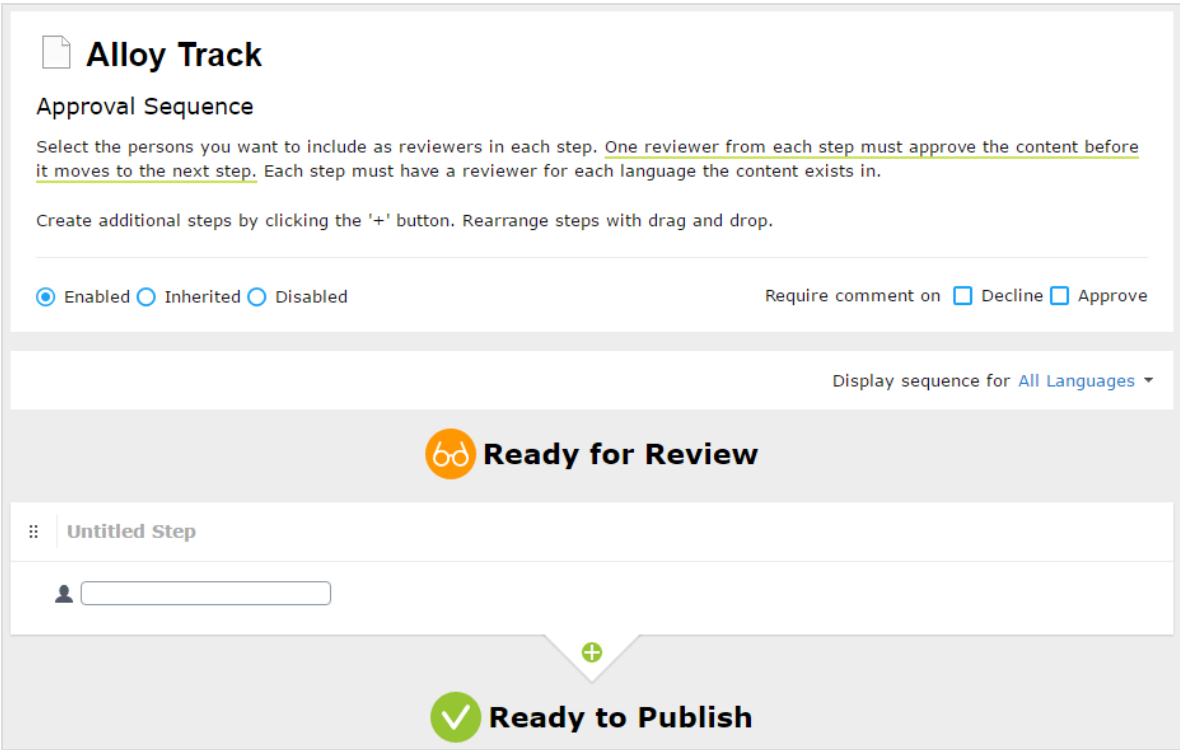 Alloy Track
Approval Sequence
Select the persons you want to include as reviewers in each step. One reviewer from each step must approve the content before
it moves to the next step. Each step must have a reviewer for each language the content exists in.
Create additional steps by clicking the '+' button. Rearrange steps with drag and drop.
Enabled Inherited Disabled Require comment on Decline Approve
Display sequence for All Languages
Ready for Review
Untitled Step
Ready to Publish